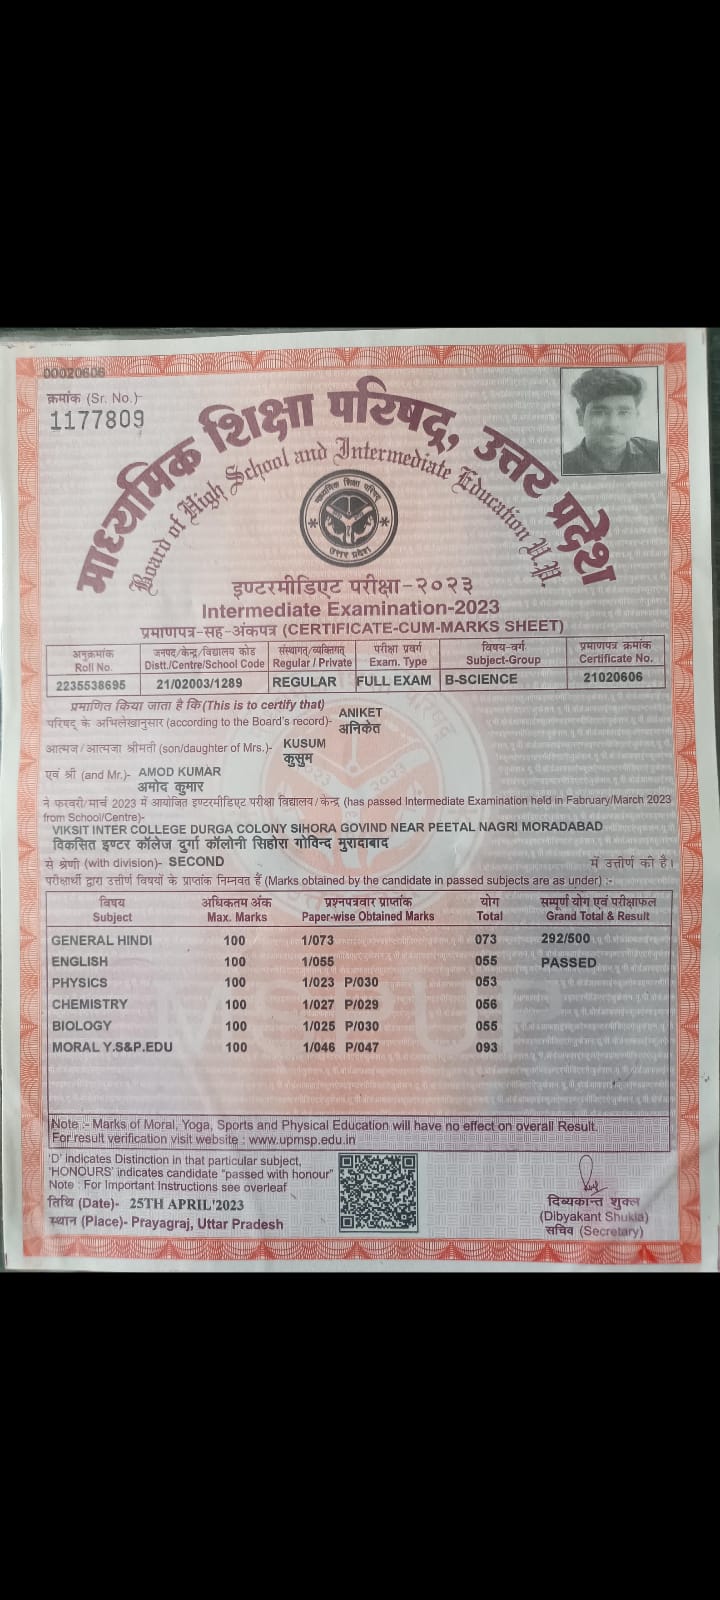 00020606
क्रमांक (Sr. No.)-
1177809
माध्यमिक शिक्षा परिषद्, उत्तर प्रदेश
Board of High School and Intermediate Education U.P.
माध्यमिक शिक्षा परिषद्
उत्तर प्रदेश
इण्टरमीडिएट परीक्षा-२०२३
Intermediate Examination-2023
प्रमाणपत्र-सह-अंकपत्र (CERTIFICATE-CUM-MARKS SHEET)
अनुक्रमांक जनपद/केन्द्र/विद्यालय कोड संस्थागत/व्यक्तिगत परीक्षा प्रवर्ग विषय-वर्ग प्रमाणपत्र क्रमांक
Roll No. Distt./Centre/School Code Regular / Private Exam. Type Subject-Group Certificate No.
2235538695 21/02003/1289 REGULAR FULL EXAM B-SCIENCE 21020606
प्रमाणित किया जाता है कि (This is to certify that)
परिषद् के अभिलेखानुसार (according to the Board's record)- ANIKET
अनिकेत
आत्मज/आत्मजा श्रीमती (son/daughter of Mrs.)- KUSUM
कुसुम
एवं श्री (and Mr.)- AMOD KUMAR
अमोद कुमार
ने फरवरी/मार्च 2023 में आयोजित इण्टरमीडिएट परीक्षा विद्यालय/केन्द्र (has passed Intermediate Examination held in Fabruary/March 2023
from School/Centre)-
VIKSIT INTER COLLEGE DURGA COLONY SIHORA GOVIND NEAR PEETAL NAGRI MORADABAD
विकसित इण्टर कॉलेज दुर्गा कॉलोनी सिहोरा गोविन्द मुरादाबाद
से श्रेणी (with division)- SECOND में उत्तीर्ण की है।
परीक्षार्थी द्वारा उत्तीर्ण विषयों के प्राप्तांक निम्नवत हैं (Marks obtained by the candidate in passed subjects are as under) :-
विषय अधिकतम अंक प्रश्नपत्रवार प्राप्तांक योग सम्पूर्ण योग एवं परीक्षाफल
Subject Max. Marks Paper-wise Obtained Marks Total Grand Total & Result
GENERAL HINDI 100 1/073 073 292/500
ENGLISH 100 1/055 055 PASSED
PHYSICS 100 1/023 P/030 053
CHEMISTRY 100 1/027 P/029 056
BIOLOGY 100 1/025 P/030 055
MORAL Y.S&P.EDU 100 1/046 P/047 093
Note :- Marks of Moral, Yoga, Sports and Physical Education will have no effect on overall Result.
For result verification visit website : www.upmsp.edu.in
'D' indicates Distinction in that particular subject,
'HONOURS' indicates candidate "passed with honour"
Note : For Important Instructions see overleaf
तिथि (Date)- 25TH APRIL'2023
स्थान (Place)- Prayagraj, Uttar Pradesh
दिब्यकान्त शुक्ल
(Dibyakant Shukla)
सचिव (Secretary)